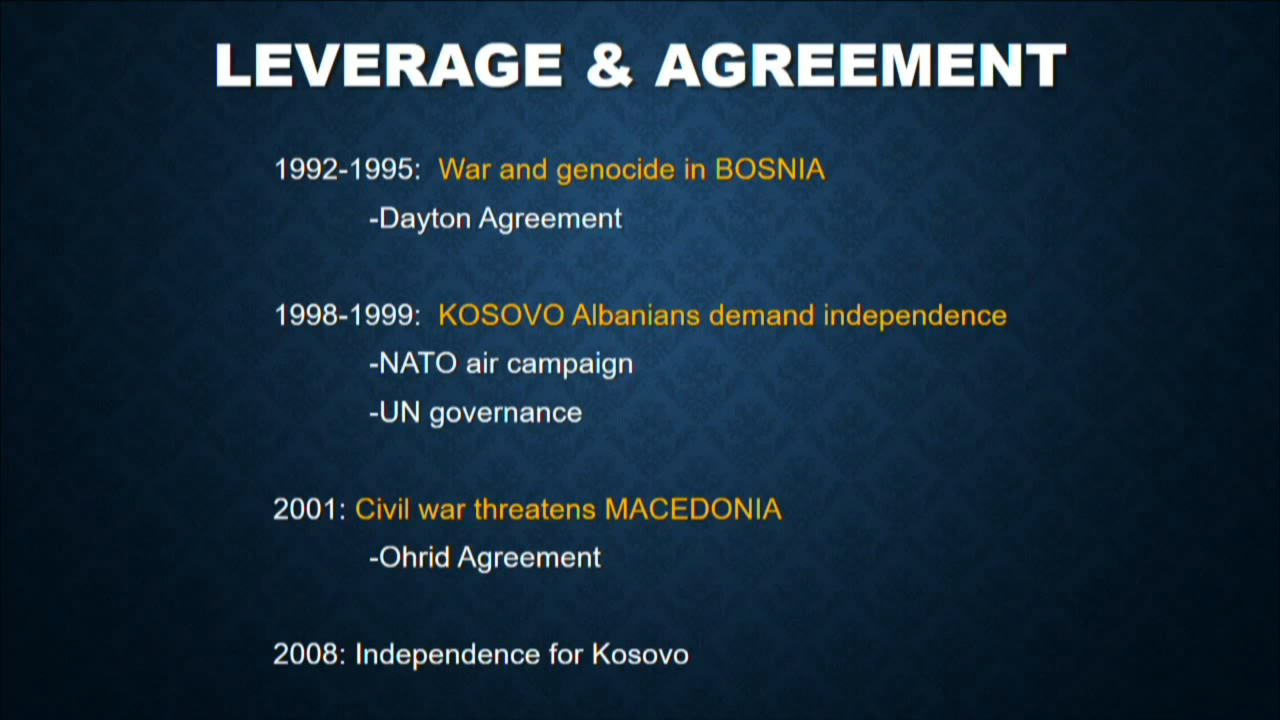 LEVERAGE & AGREEMENT
1992-1995: War and genocide in BOSNIA
-Dayton Agreement
1998-1999: KOSOVO Albanians demand independence
-NATO air campaign
-UN governance
2001: Civil war threatens MACEDONIA
-Ohrid Agreement
2008: Independence for Kosovo